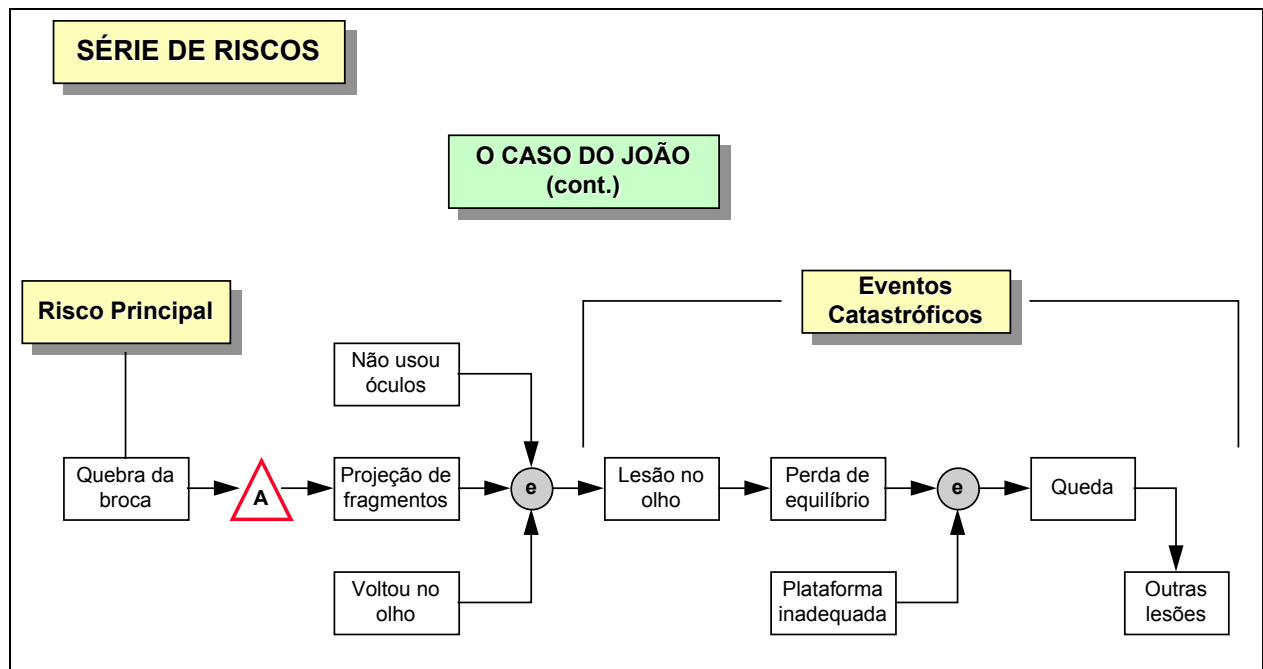 SÉRIE DE RISCOS
O CASO DO JOÃO
(cont.)
Risco Principal
Eventos
Catastróficos
Não usou
óculos
Quebra da
broca
A
Projeção de
fragmentos
e
Lesão no
olho
Perda de
equilíbrio
e
Queda
Voltou no
olho
Plataforma
inadequada
Outras
lesões